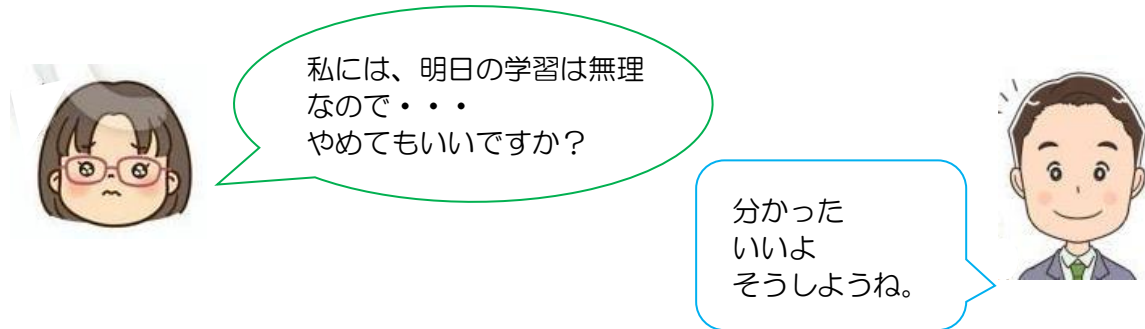 私には、明日の学習は無理
なので・・・
やめてもいいですか？
分かった
いいよ
そうしようね。